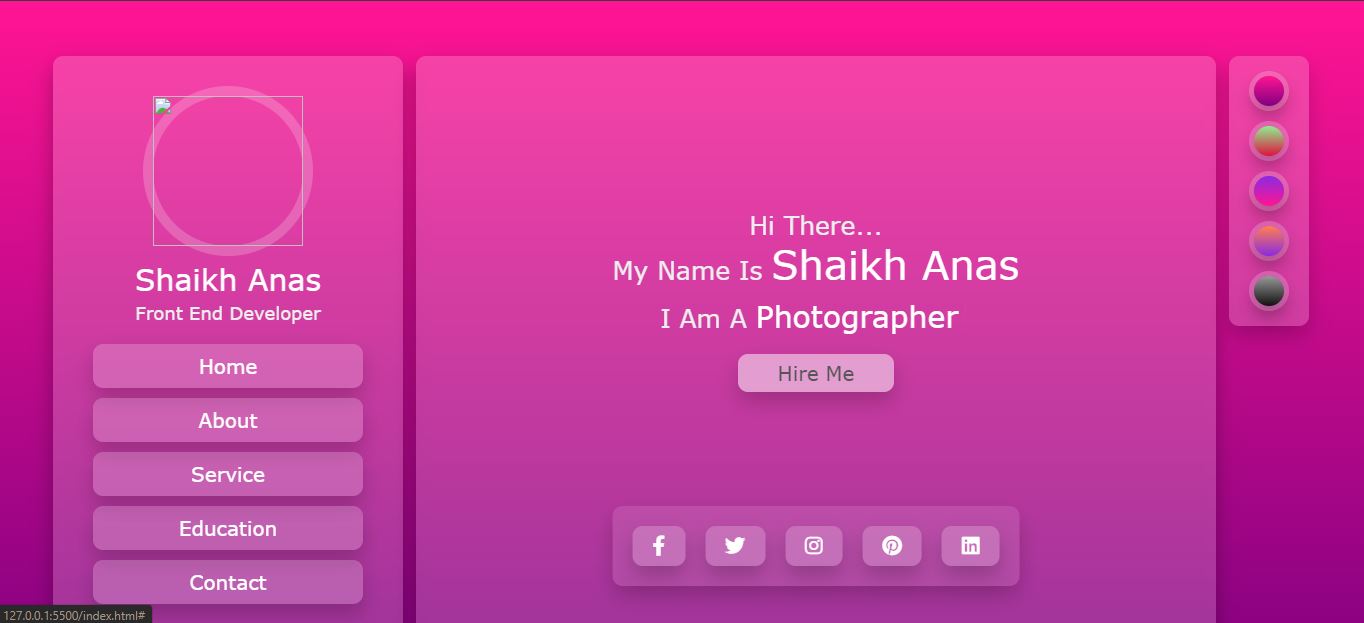 Shaikh Anas
Front End Developer
Home
About
Service
Education
Contact
Hi There...
My Name Is Shaikh Anas
I Am A Photographer
Hire Me
127.0.0.1:5500/index.html#